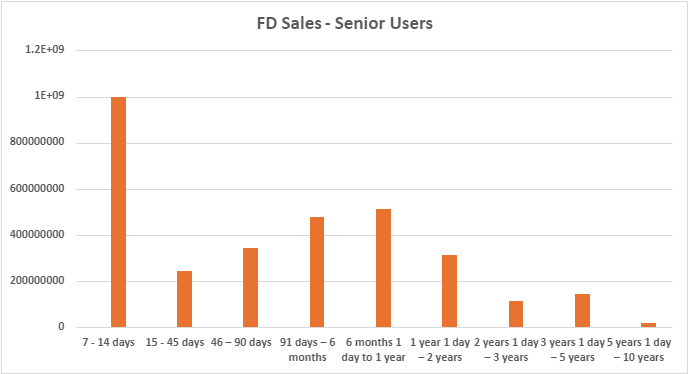 FD Sales - Senior Users
1.2E+09
1E+09
800000000
600000000
400000000
200000000
0
7 - 14 days
15 - 45 days
46 – 90 days
91 days – 6
months
6 months 1
day to 1 year
1 year 1 day
– 2 years
2 years 1 day
– 3 years
3 years 1 day
– 5 years
5 years 1 day
– 10 years